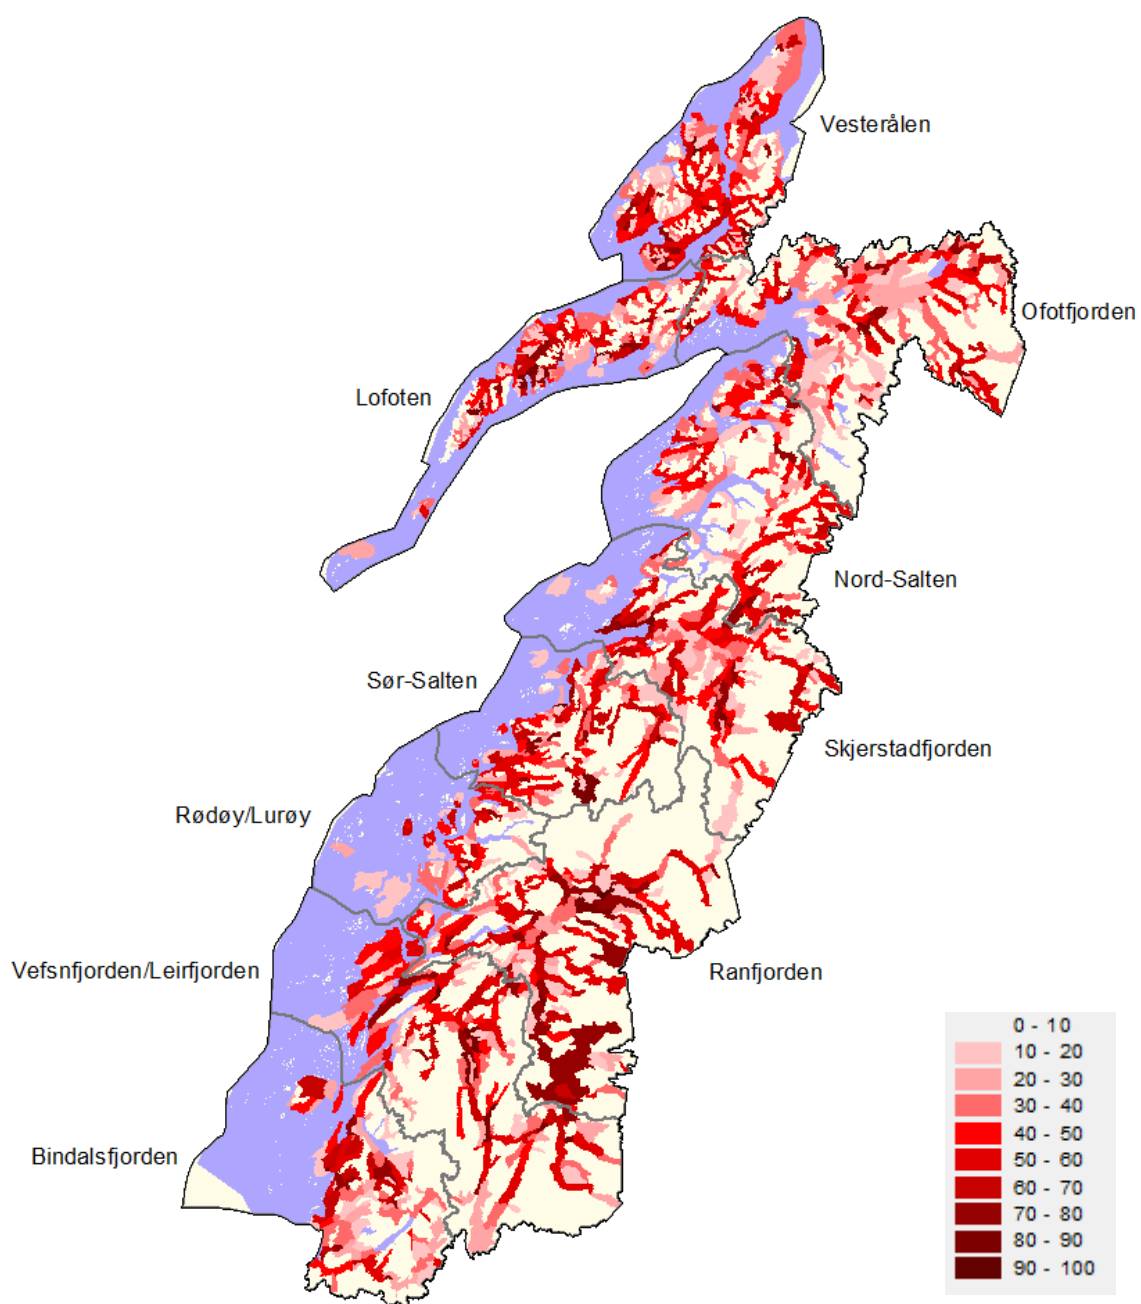 Vesterålen
Ofotfjorden
Lofoten
Nord-Salten
Sør-Salten
Skjerstadfjorden
Rødøy/Lurøy
Vefsnfjorden/Leirfjorden
Ranfjorden
Bindalsfjorden
0 - 10
10 - 20
20 - 30
30 - 40
40 - 50
50 - 60
60 - 70
70 - 80
80 - 90
90 - 100